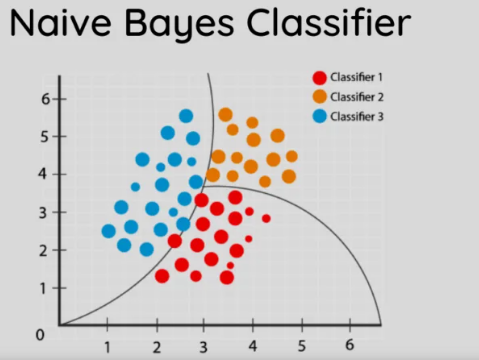 Naive Bayes Classifier
Classifier 1
Classifier 2
Classifier 3
6
5
4
3
2
1
0
1 2 3 4 5 6